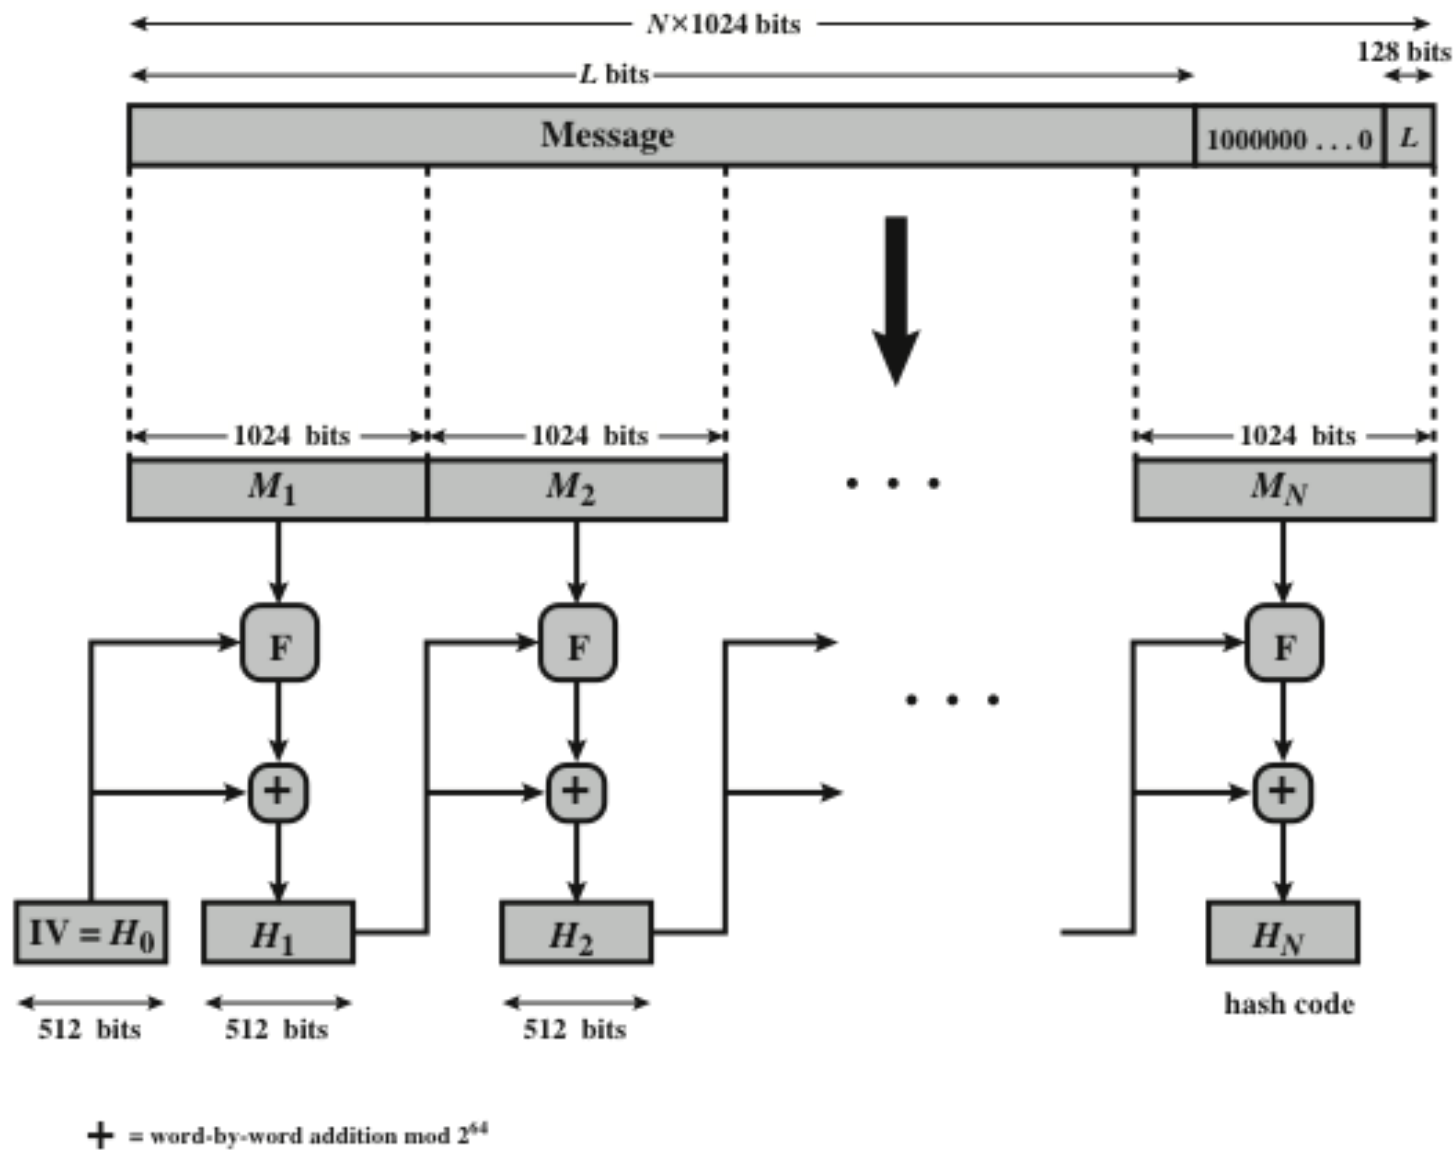 N×1024 bits
128 bits
L bits
Message 1000000 . . . 0 L
1024 bits 1024 bits 1024 bits
M1 M2 . . . MN
F F F
. . .
+ + +
IV = H0 H1 H2 HN
hash code
512 bits 512 bits 512 bits
+ = word-by-word addition mod 2^64